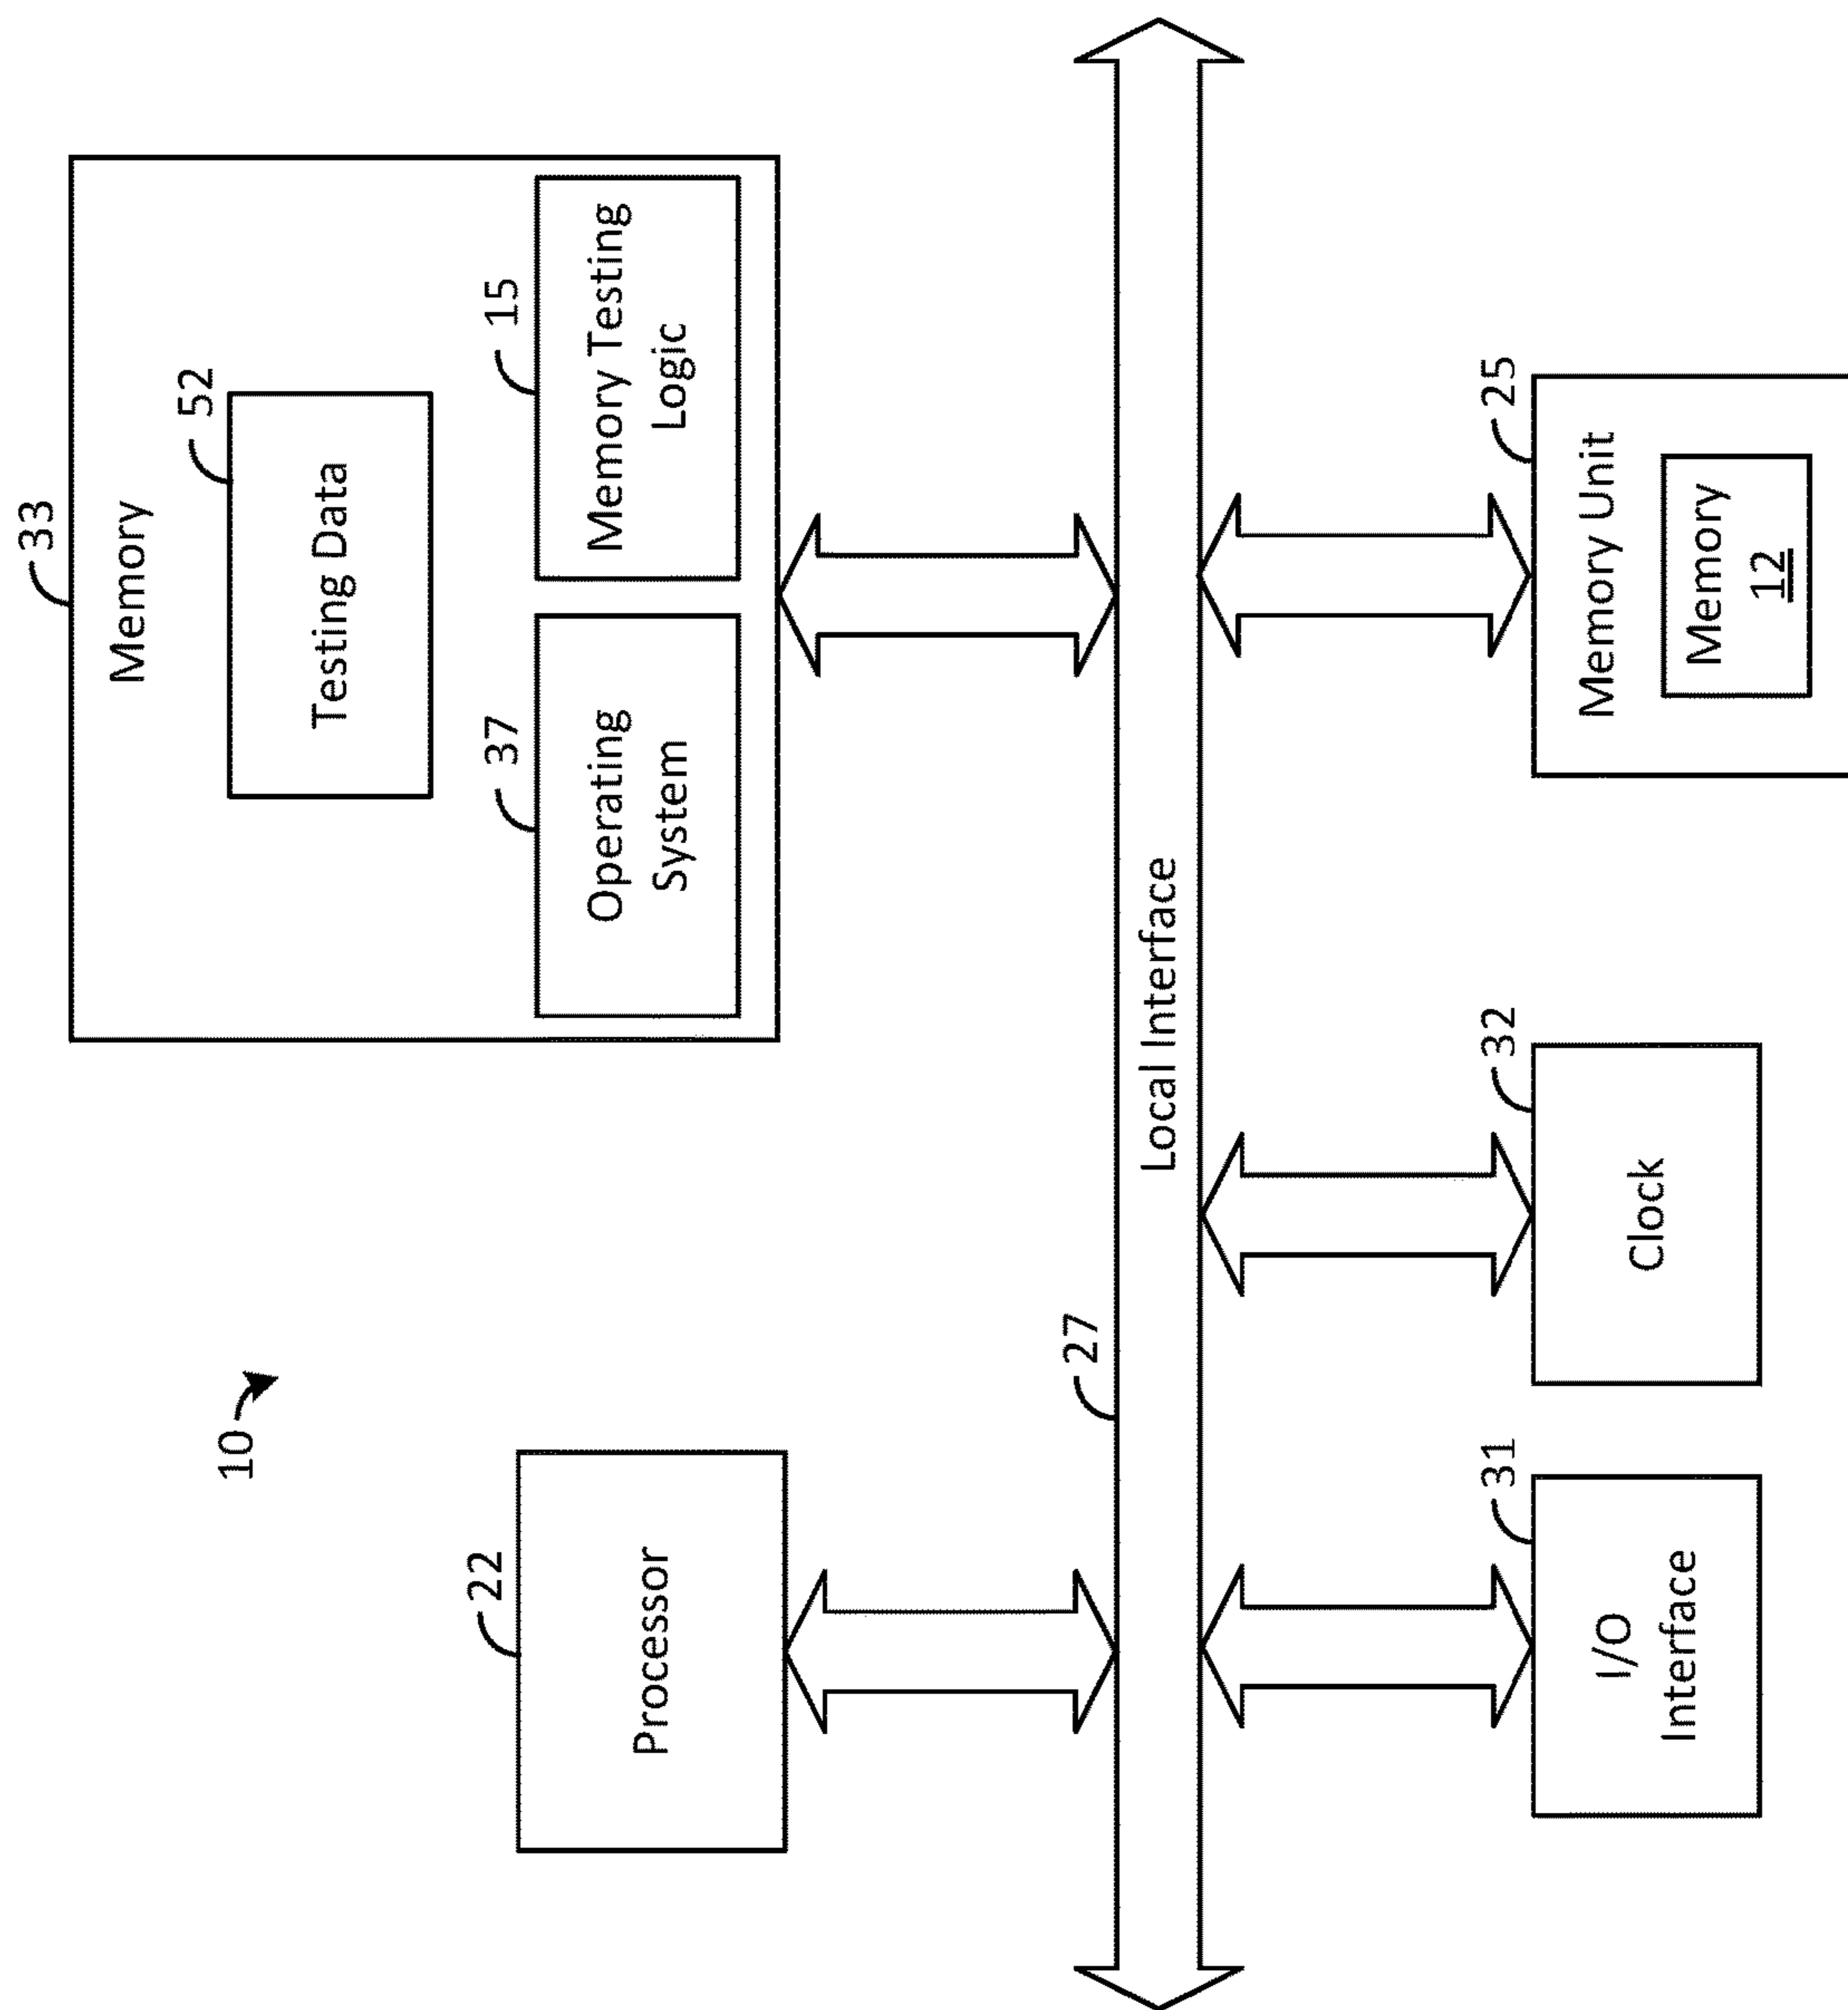 33
Memory
52
Testing Data
37
Operating
System
15
Memory Testing
Logic
10
22
Processor
27
Local Interface
31
I/O
Interface
32
Clock
25
Memory Unit
Memory
12